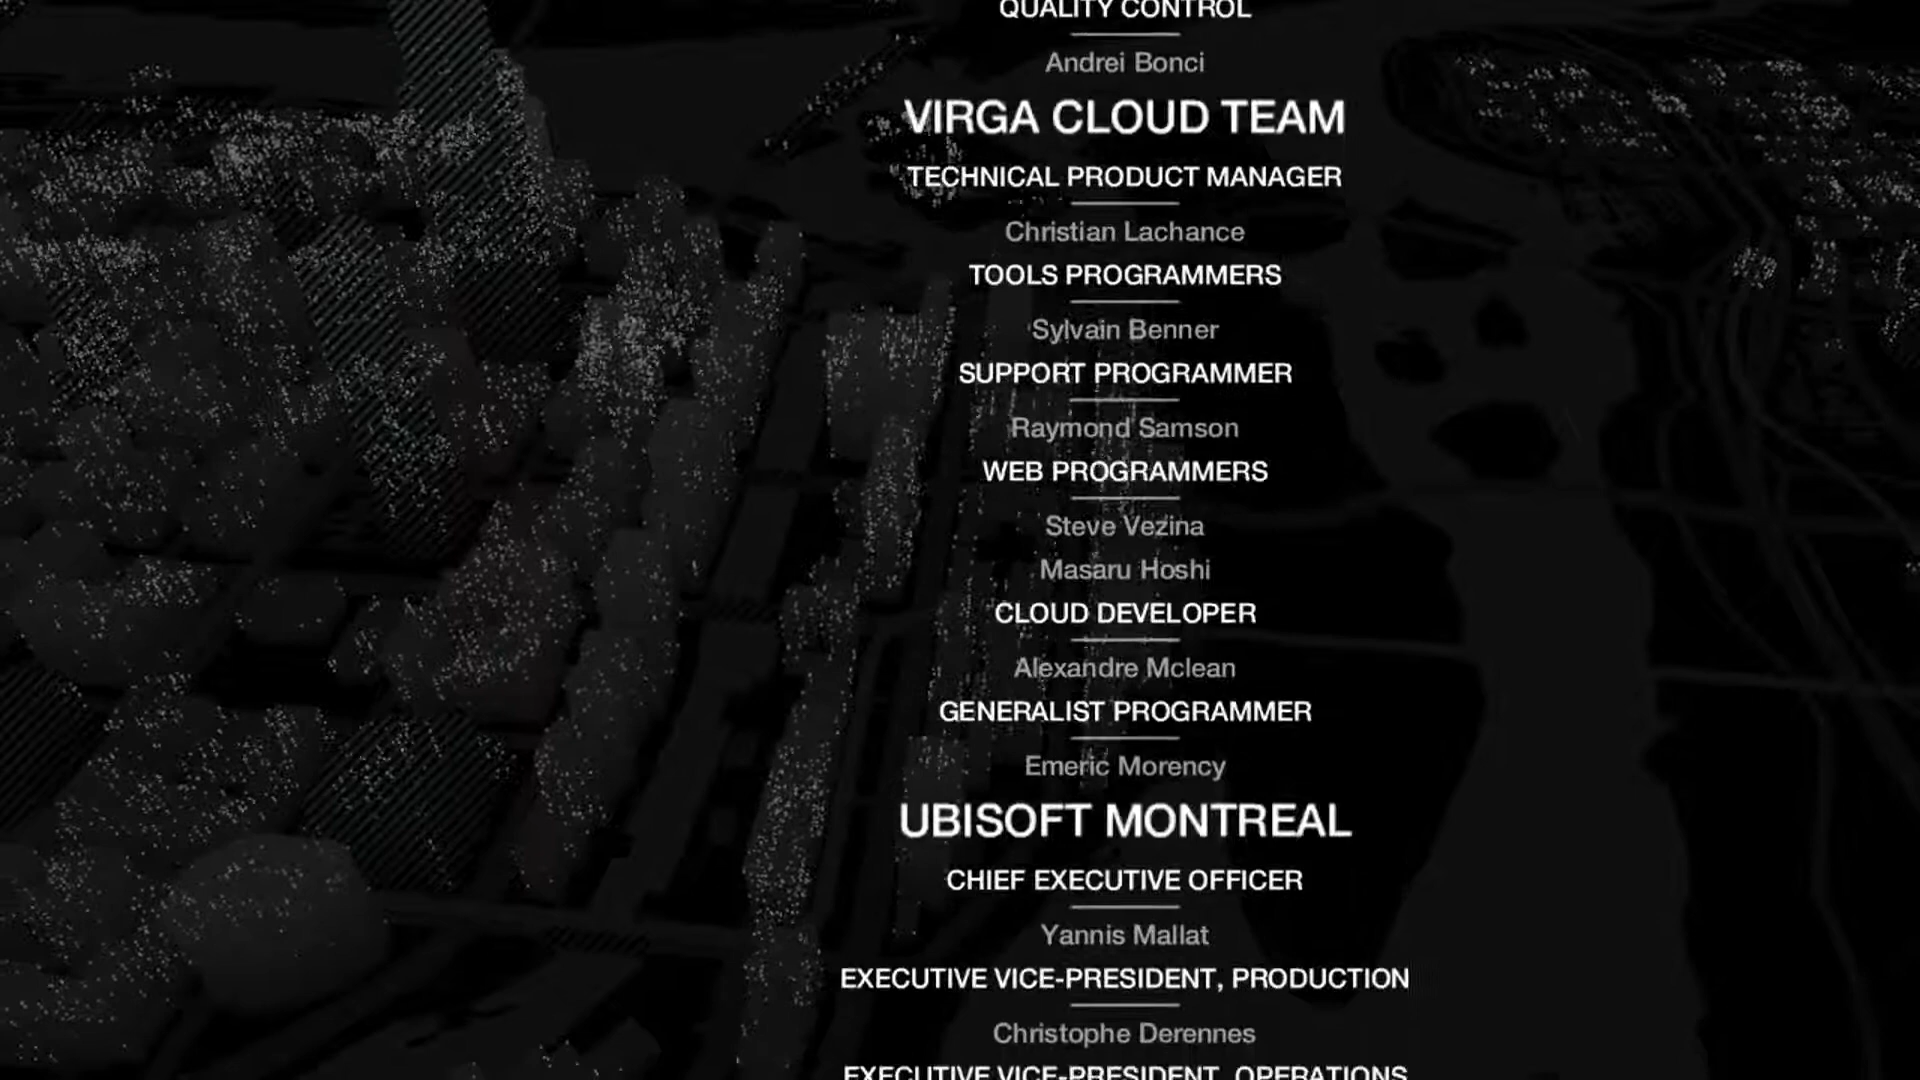 QUALITY CONTROL
Andrei Bonci
VIRGA CLOUD TEAM
TECHNICAL PRODUCT MANAGER
Christian Lachance
TOOLS PROGRAMMERS
Sylvain Benner
SUPPORT PROGRAMMER
Raymond Samson
WEB PROGRAMMERS
Steve Vezina
Masaru Hoshi
CLOUD DEVELOPER
Alexandre Mclean
GENERALIST PROGRAMMER
Emeric Morency
UBISOFT MONTREAL
CHIEF EXECUTIVE OFFICER
Yannis Mallat
EXECUTIVE VICE-PRESIDENT, PRODUCTION
Christophe Derennes
EXECUTIVE VICE-PRESIDENT, OPERATIONS